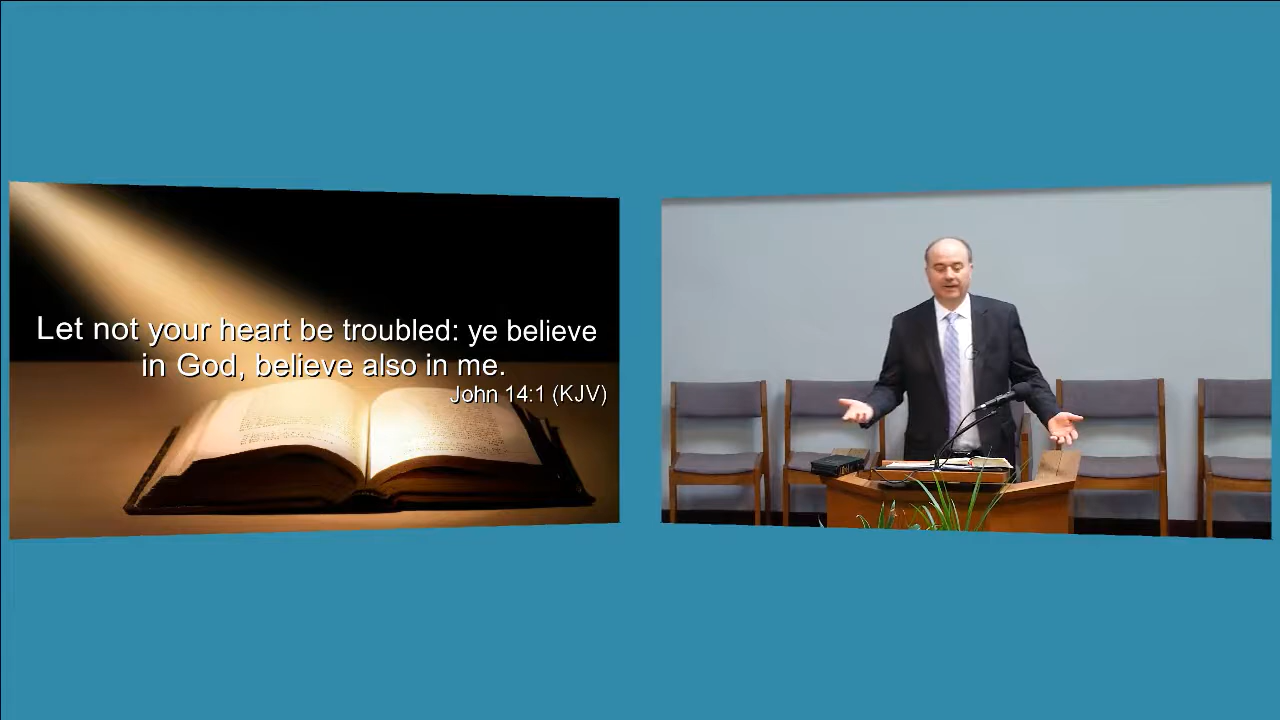 Let not your heart be troubled: ye believe
in God, believe also in me.
John 14:1 (KJV)